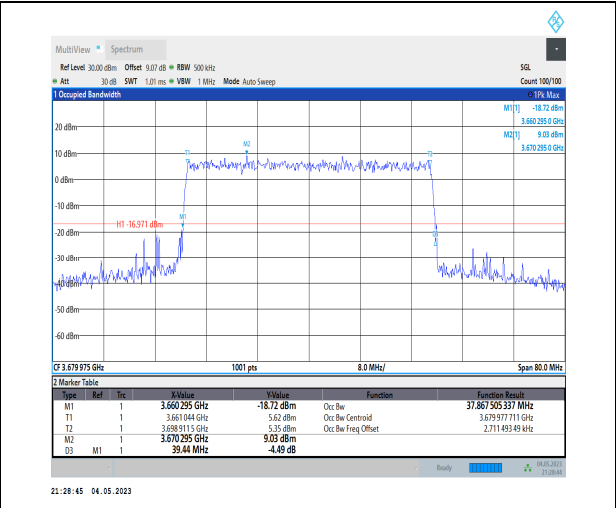 MultiView Spectrum
Ref Level 30.00 dBm Offset 9.07 dB RBW 500 kHz SGL
Att 30 dB SWT 1.01 ms VBW 1 MHz Mode Auto Sweep Count 100/100
1 Occupied Bandwidth 1Pk Max
M1[1] -18.72 dBm
3.660 295 0 GHz
M2[1] 9.03 dBm
3.670 295 0 GHz
20 dBm
10 dBm
0 dBm
-10 dBm
-20 dBm
-30 dBm
-40 dBm
-50 dBm
-60 dBm
T1
M2
T2
M1
H1 -16.971 dBm
CF 3.679 975 GHz 1001 pts 8.0 MHz/ Span 80.0 MHz
2 Marker Table
Type Ref Trc X-Value Y-Value Function Function Result
M1 1 3.660 295 GHz -18.72 dBm Occ Bw 37.867 505 337 MHz
T1 1 3.661 044 GHz 5.62 dBm Occ Bw Centroid 3.679 977 711 GHz
T2 1 3.698 911 5 GHz 5.35 dBm Occ Bw Freq Offset 2.711 493 49 kHz
M2 1 3.670 295 GHz 9.03 dBm
D3 M1 1 39.44 MHz -4.49 dB
Ready 04.05.2023
21:28:44
21:28:45 04.05.2023